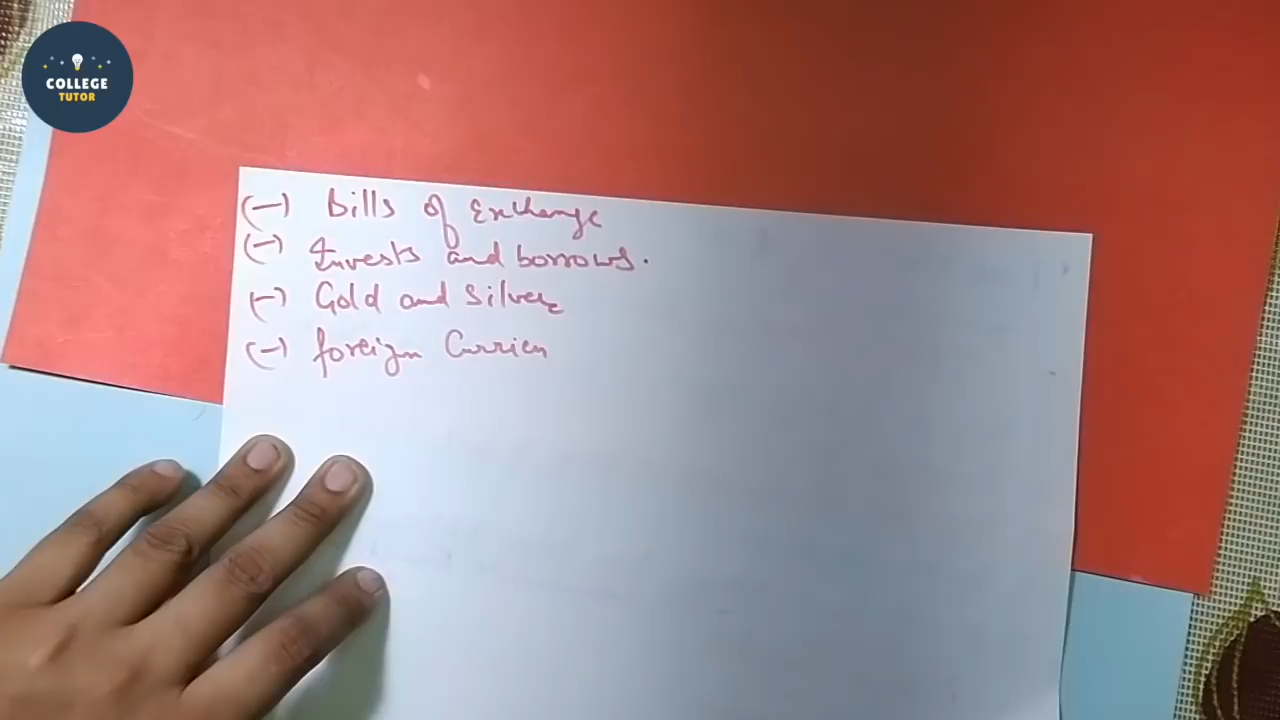 COLLEGE
TUTOR
(-) Bills of Exchange
(-) Invests and borrows.
(-) Gold and Silver
(-) foreign Currien